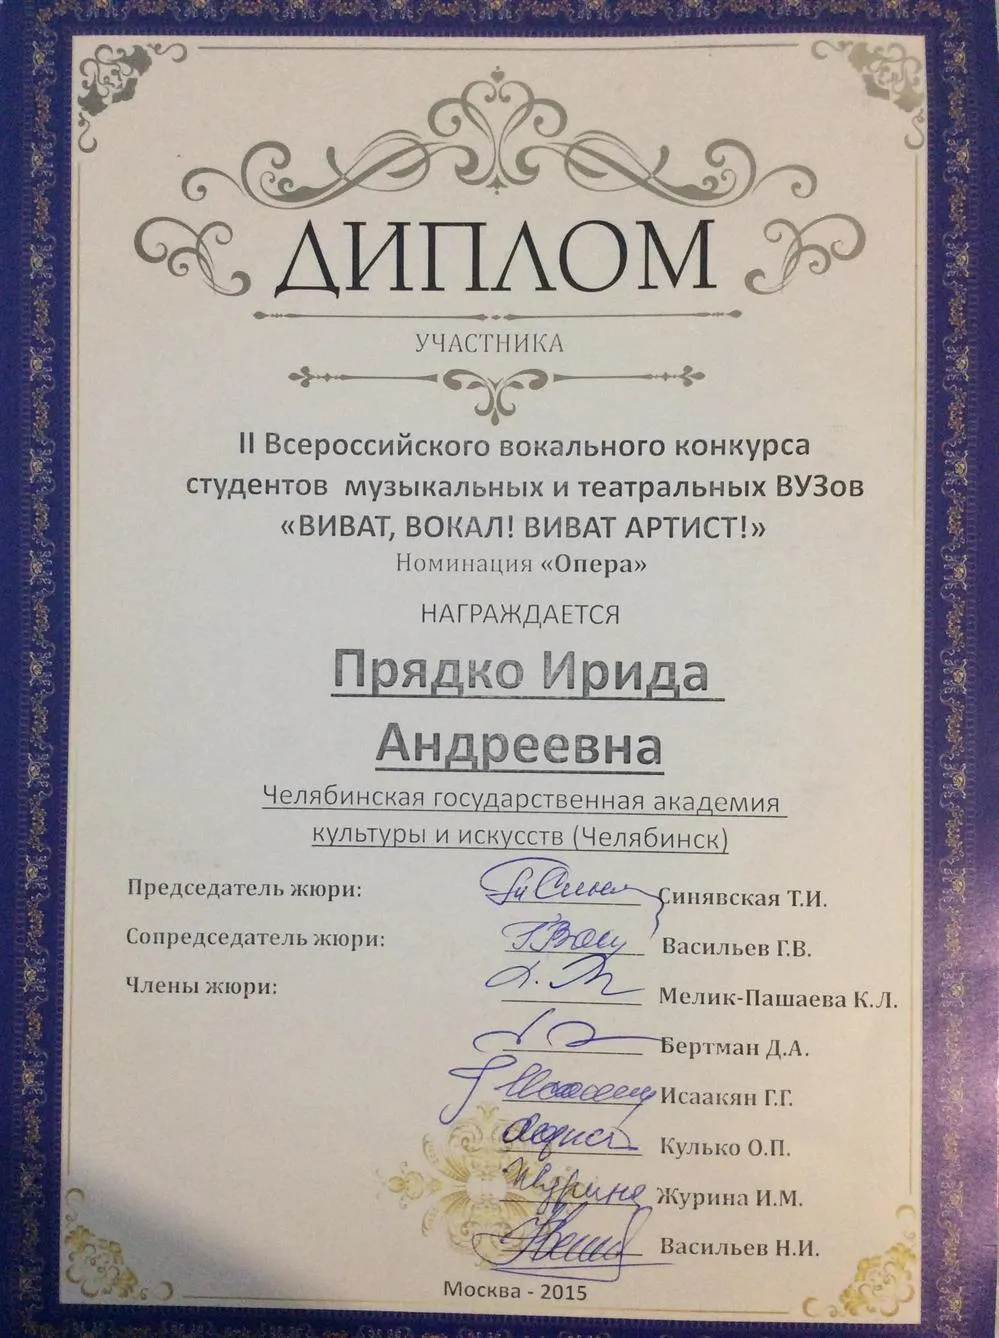 ДИПЛОМ
УЧАСТНИКА
II Всероссийского вокального конкурса
студентов музыкальных и театральных ВУЗов
«ВИВАТ, ВОКАЛ! ВИВАТ АРТИСТ!»
Номинация «Опера»
НАГРАЖДАЕТСЯ
Прядко Ирида
Андреевна
Челябинская государственная академия
культуры и искусств (Челябинск)
Председатель жюри: Синявская Т.И.
Сопредседатель жюри: Васильев Г.В.
Члены жюри: Мелик-Пашаева К.Л.
Бертман Д.А.
Исаакян Г.Г.
Кулько О.П.
Журина И.М.
Васильев Н.И.
Москва - 2015